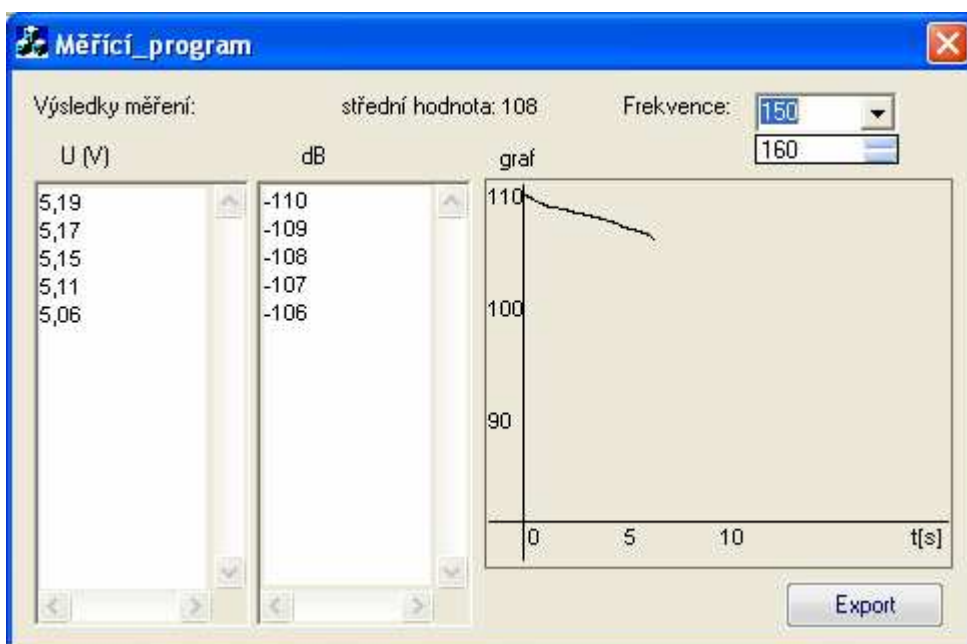 Měřící_program
Výsledky měření:
střední hodnota: 108
Frekvence:
150
160
U (V)
dB
graf
5,19
5,17
5,15
5,11
5,06
-110
-109
-108
-107
-106
110
100
90
0 5 10 t[s]
Export